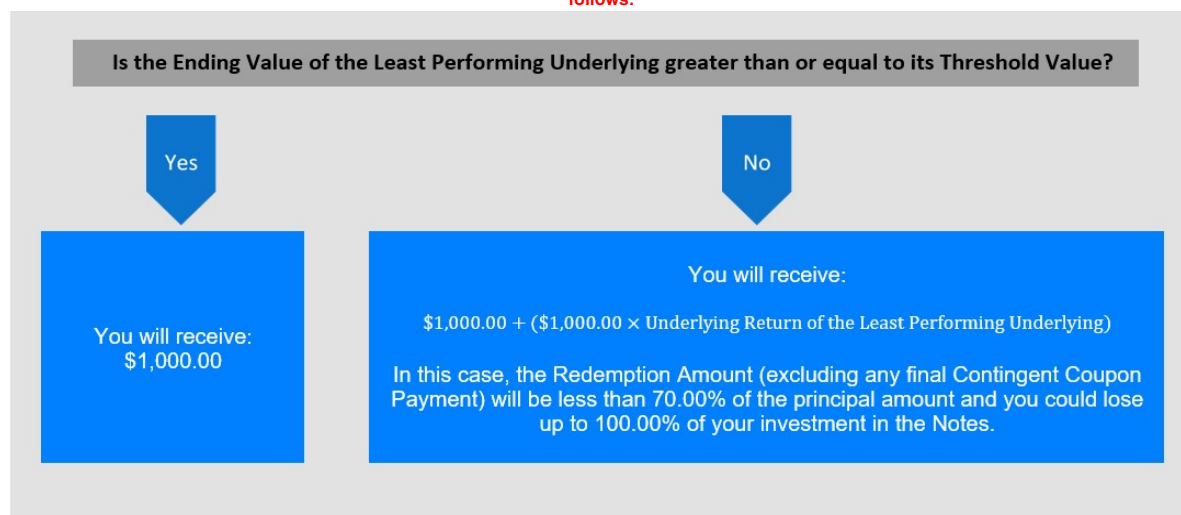 follows:
Is the Ending Value of the Least Performing Underlying greater than or equal to its Threshold Value?
Yes
No
You will receive:
$1,000.00
You will receive:
$1,000.00 + ($1,000.00 × Underlying Return of the Least Performing Underlying)
In this case, the Redemption Amount (excluding any final Contingent Coupon
Payment) will be less than 70.00% of the principal amount and you could lose
up to 100.00% of your investment in the Notes.